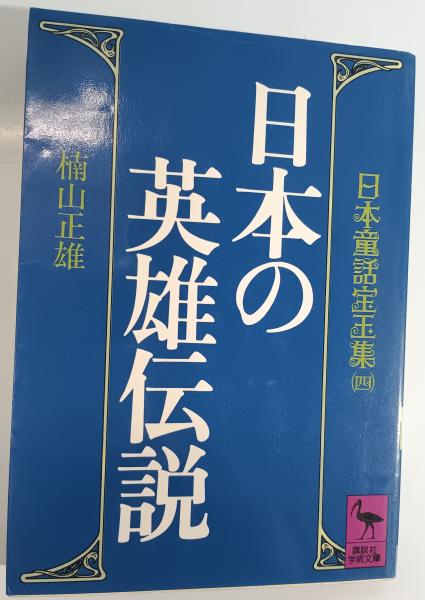 日本童話宝玉集(四)
日本の
英雄伝説
楠山正雄
講談社
学術文庫